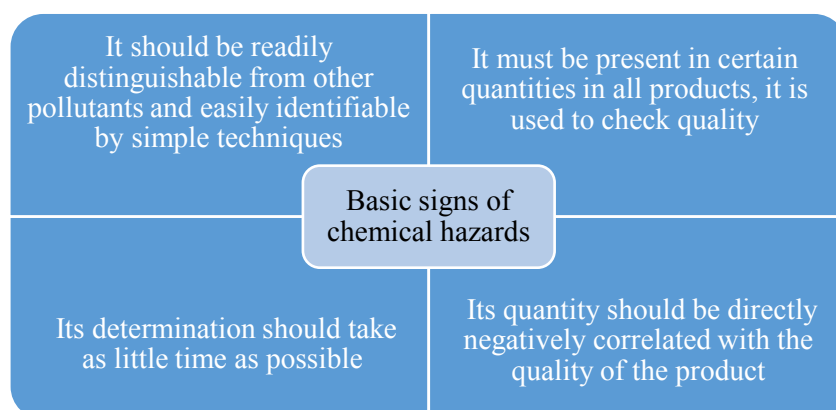 It should be readily
distinguishable from other
pollutants and easily identifiable
by simple techniques
It must be present in certain
quantities in all products, it is
used to check quality
Basic signs of
chemical hazards
Its determination should take
as little time as possible
Its quantity should be directly
negatively correlated with the
quality of the product